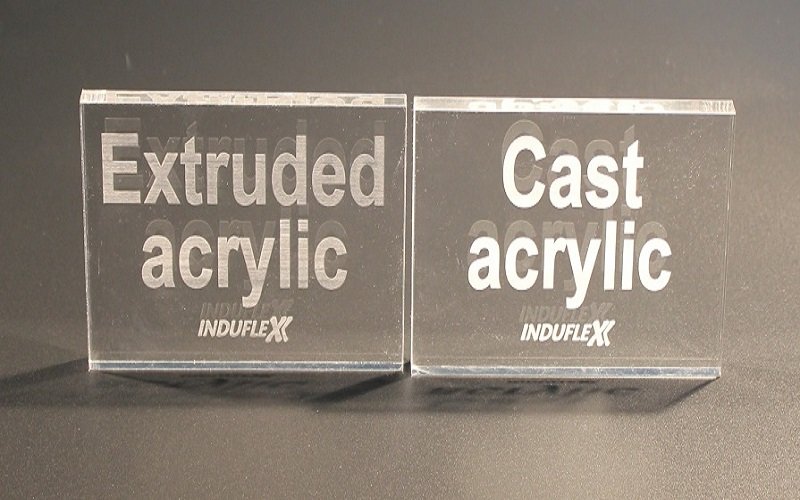 Extruded
acrylic
INDUFLEX
Cast
acrylic
INDUFLEX